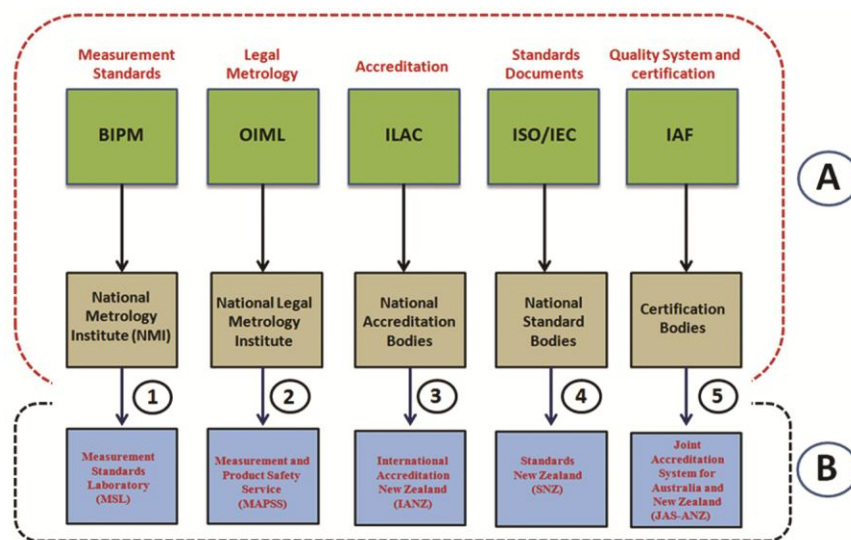 Measurement
Standards
Legal
Metrology
Accreditation
Standards
Documents
Quality System and
certification
BIPM
OIML
ILAC
ISO/IEC
IAF
A
National
Metrology
Institute (NMI)
National Legal
Metrology
Institute
National
Accreditation
Bodies
National
Standard
Bodies
Certification
Bodies
1
2
3
4
5
Measurement
Standards
Laboratory
(MSL)
Measurement and
Product Safety
Service
(MAPSS)
International
Accreditation
New Zealand
(IANZ)
Standards
New Zealand
(SNZ)
Joint
Accreditation
System for
Australia and
New Zealand
(JAS-ANZ)
B